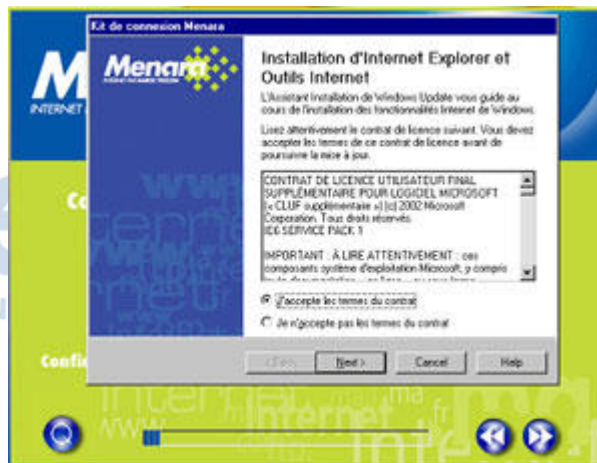 Kit de connexion Menara
Menara
Installation d'Internet Explorer et
Outils Internet
L'Assistant Installation de Windows Update vous guide au
cours de l'installation des fonctionnalités Internet de Windows.
Lisez attentivement le contrat de licence suivant. Vous devez
accepter les termes de ce contrat de licence avant de
poursuivre la mise à jour.
CONTRAT DE LICENCE UTILISATEUR FINAL
SUPPLÉMENTAIRE POUR LOGICIEL MICROSOFT
(« CLUF supplémentaire ») (c) 2002 Microsoft
Corporation. Tous droits réservés.
IE6 SERVICE PACK 1
IMPORTANT : À LIRE ATTENTIVEMENT : ces
composants système d'exploitation Microsoft, y compris
J'accepte les termes du contrat
Je n'accepte pas les termes du contrat
Next >
Cancel
Help
M
INTERNET
Co
Confi
internet
ma
fr
www